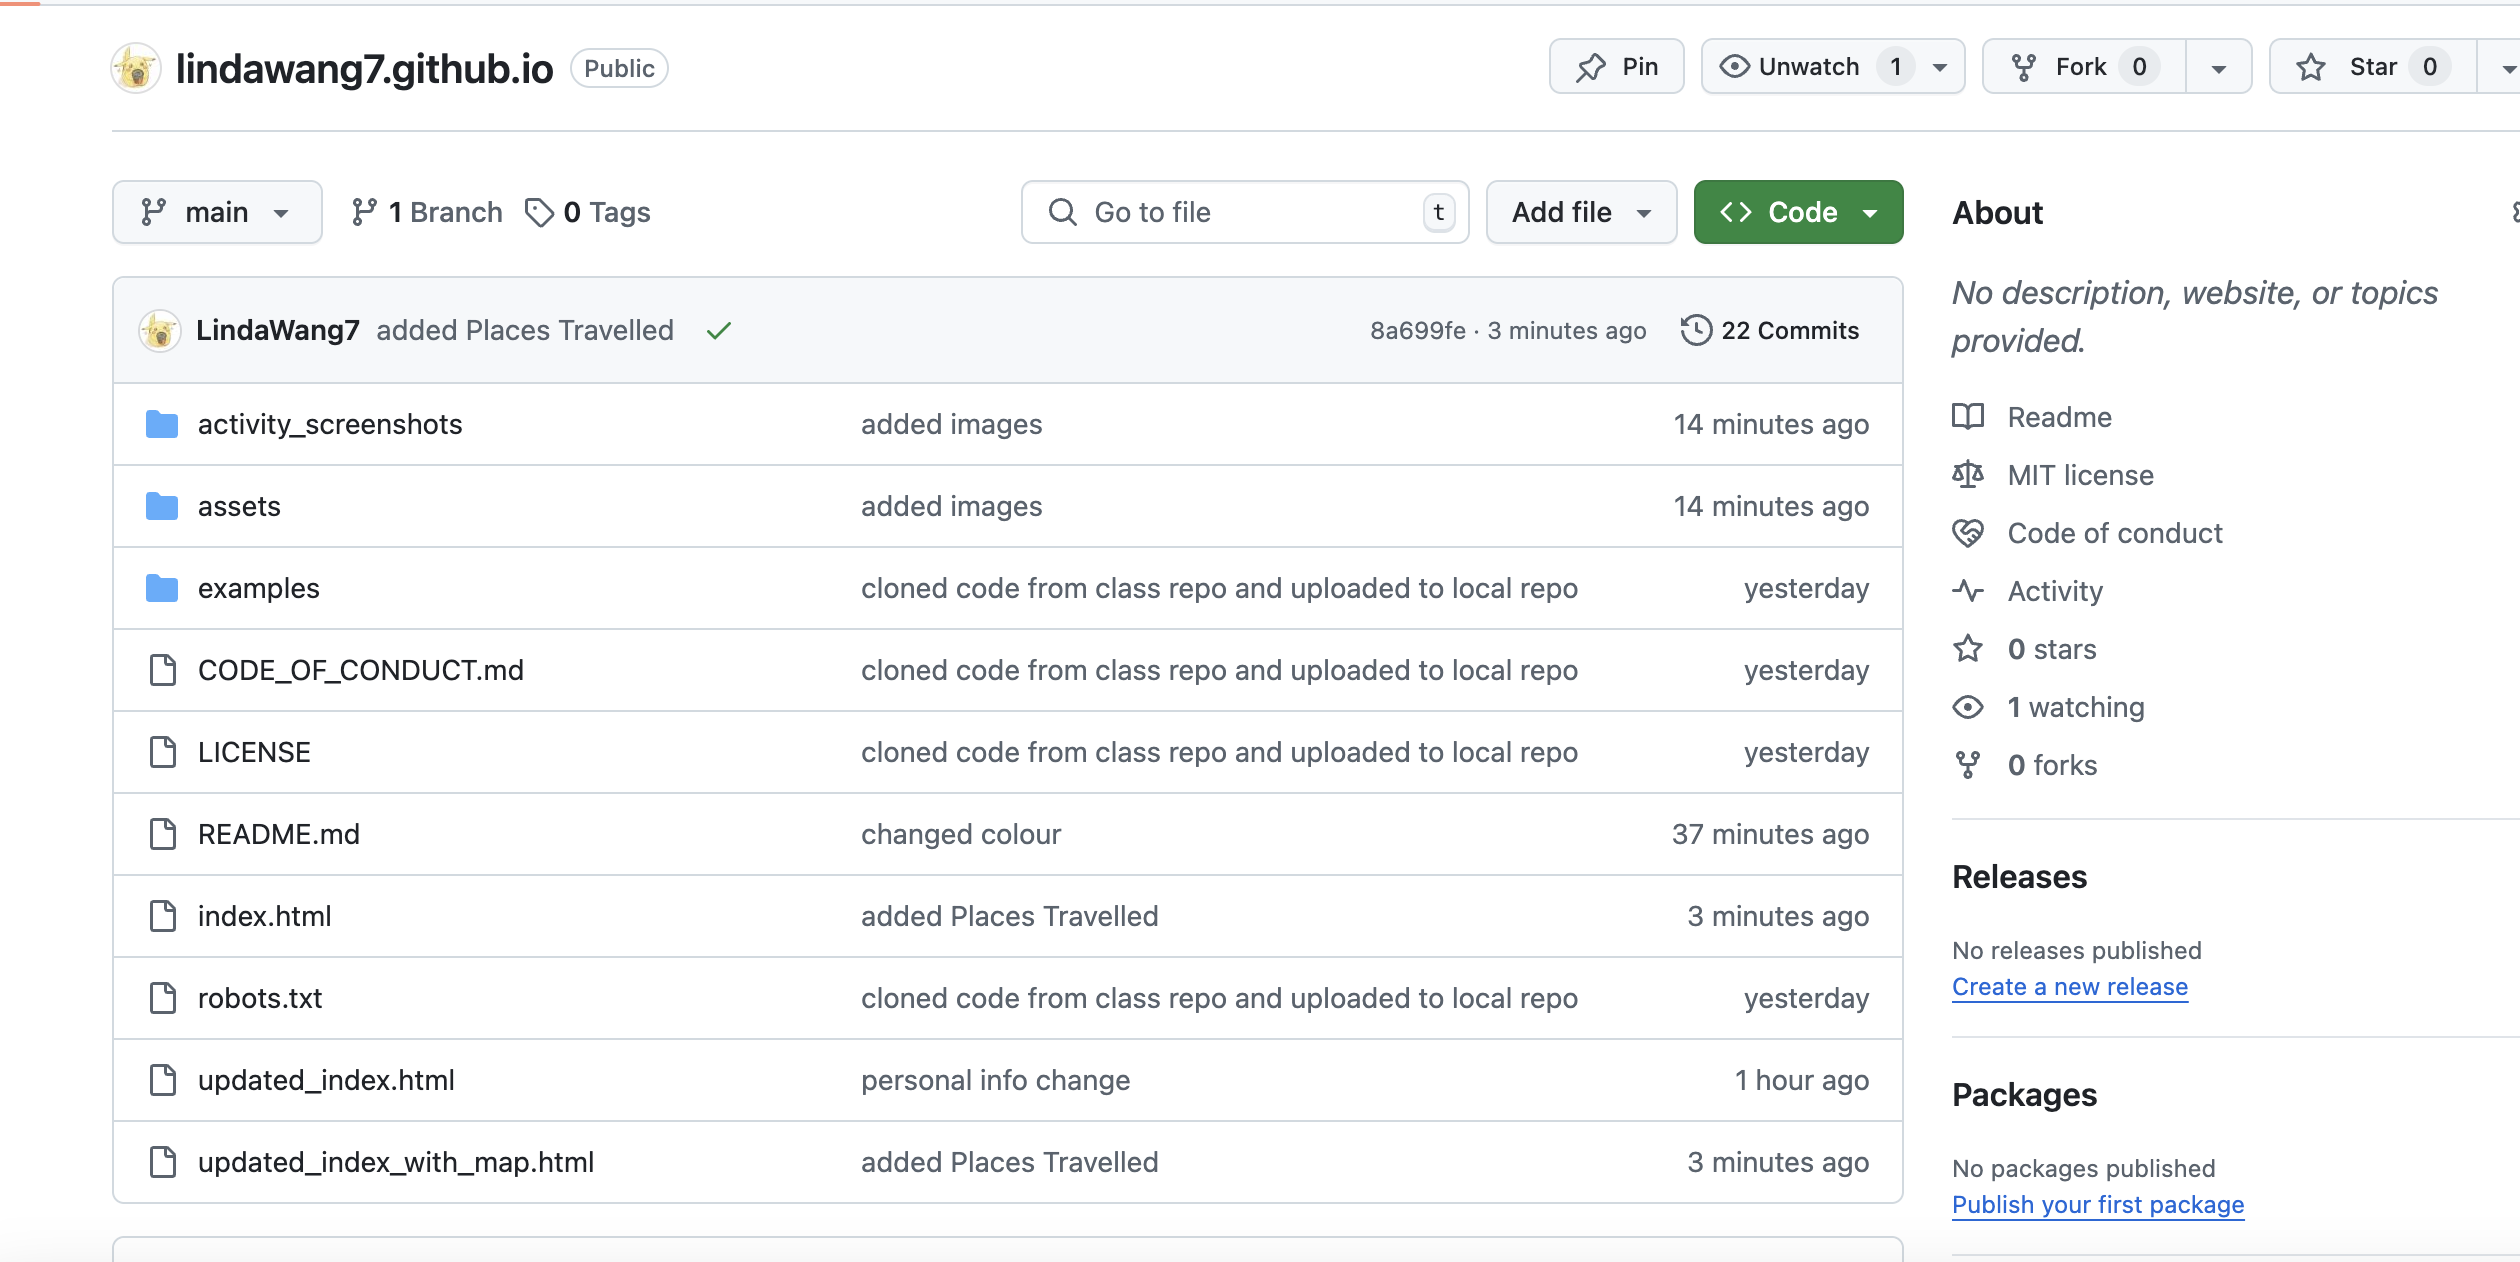 lindawang7.github.io Public Pin Unwatch 1 Fork 0 Star 0
main 1 Branch 0 Tags Go to file t Add file Code
LindaWang7 added Places Travelled 8a699fe · 3 minutes ago 22 Commits
activity_screenshots added images 14 minutes ago
assets added images 14 minutes ago
examples cloned code from class repo and uploaded to local repo yesterday
CODE_OF_CONDUCT.md cloned code from class repo and uploaded to local repo yesterday
LICENSE cloned code from class repo and uploaded to local repo yesterday
README.md changed colour 37 minutes ago
index.html added Places Travelled 3 minutes ago
robots.txt cloned code from class repo and uploaded to local repo yesterday
updated_index.html personal info change 1 hour ago
updated_index_with_map.html added Places Travelled 3 minutes ago
About
No description, website, or topics
provided.
Readme
MIT license
Code of conduct
Activity
0 stars
1 watching
0 forks
Releases
No releases published
Create a new release
Packages
No packages published
Publish your first package